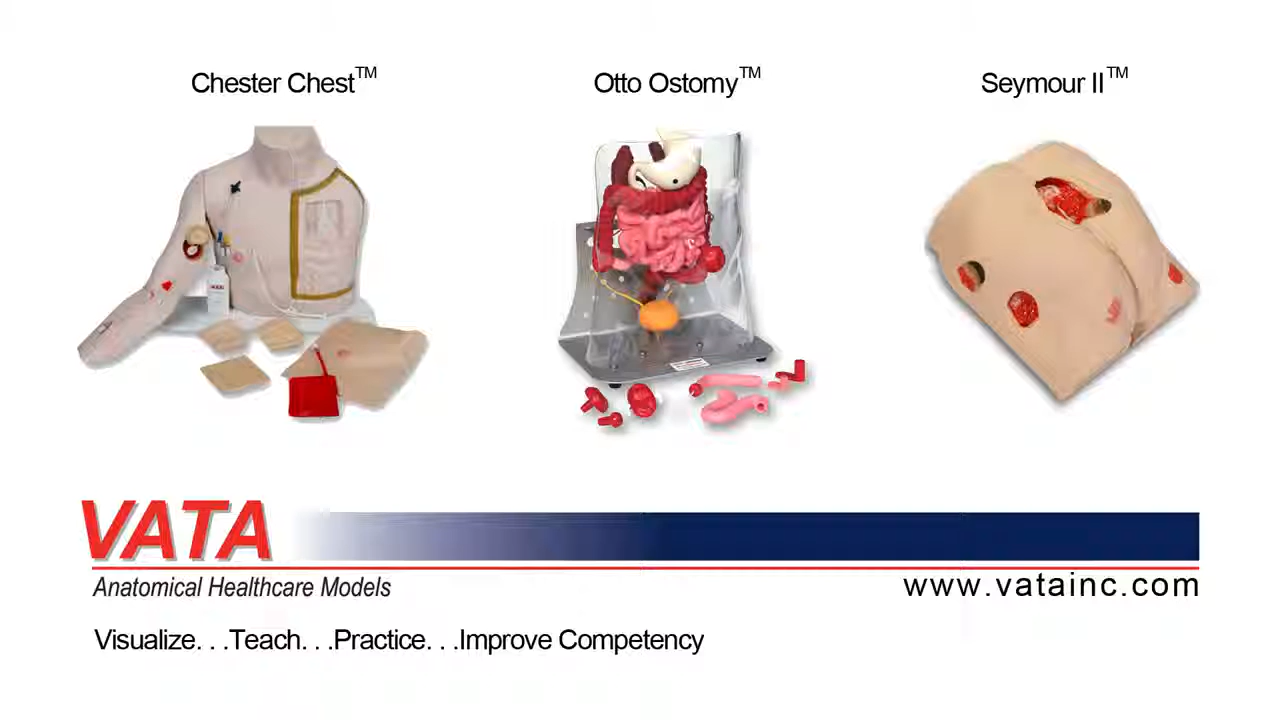 Chester Chest™
Otto Ostomy™
Seymour II™
VATA
Anatomical Healthcare Models
www.vatainc.com
Visualize. . .Teach. . .Practice. . .Improve Competency